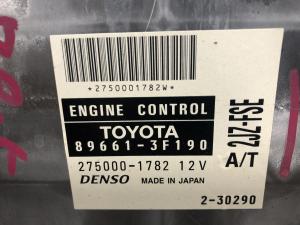 *2750001782W*
ENGINE CONTROL
TOYOTA
89661-3F190
275000-1782 12V
DENSO MADE IN JAPAN
2JZ-FSE
A/T
2-30290